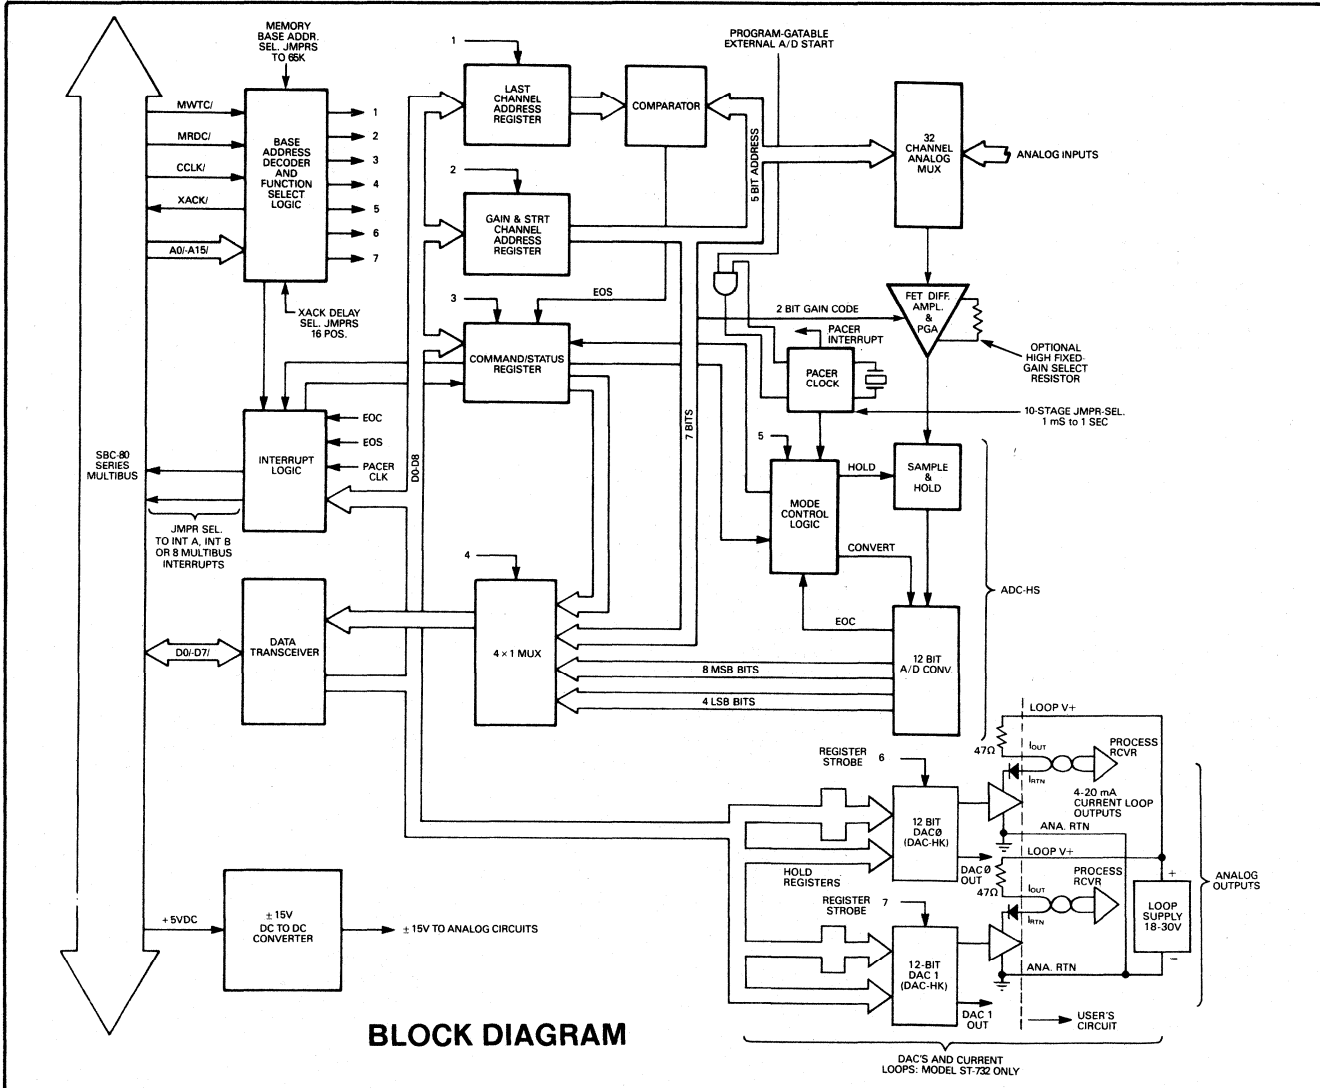 MEMORY
BASE ADDR.
SEL. JMPRS
TO 65K
MWTC/
MRDC/
CCLK/
XACK/
A0/-A15/
BASE
ADDRESS
DECODER
AND
FUNCTION
SELECT
LOGIC
1
2
3
4
5
6
7
XACK DELAY
SEL. JMPRS
16 POS.
SBC-80
SERIES
MULTIBUS
INTERRUPT
LOGIC
EOC
EOS
PACER
CLK
JMPR SEL.
TO INT A, INT B
OR 8 MULTIBUS
INTERRUPTS
D0/-D7/
DATA
TRANSCEIVER
+5VDC
±15V
DC TO DC
CONVERTER
±15V TO ANALOG CIRCUITS
1
LAST
CHANNEL
ADDRESS
REGISTER
COMPARATOR
2
GAIN & STRT
CHANNEL
ADDRESS
REGISTER
3
EOS
COMMAND/STATUS
REGISTER
D0-D8
4
4 × 1 MUX
7 BITS
5 BIT ADDRESS
PROGRAM-GATABLE
EXTERNAL A/D START
32
CHANNEL
ANALOG
MUX
ANALOG INPUTS
2 BIT GAIN CODE
FET DIFF.
AMPL.
&
PGA
OPTIONAL
HIGH FIXED-
GAIN SELECT
RESISTOR
PACER
INTERRUPT
PACER
CLOCK
10-STAGE JMPR-SEL.
1 mS to 1 SEC
5
MODE
CONTROL
LOGIC
HOLD
SAMPLE
&
HOLD
CONVERT
EOC
12 BIT
A/D CONV.
ADC-HS
8 MSB BITS
4 LSB BITS
REGISTER
STROBE
6
12 BIT
DAC0
(DAC-HK)
DAC 0
OUT
HOLD
REGISTERS
REGISTER
STROBE
7
12-BIT
DAC 1
(DAC-HK)
DAC 1
OUT
LOOP V+
47Ω
IOUT
IRTN
PROCESS
RCVR
4-20 mA
CURRENT LOOP
OUTPUTS
ANA. RTN
LOOP V+
47Ω
IOUT
IRTN
PROCESS
RCVR
ANA. RTN
+
LOOP
SUPPLY
18-30V
−
ANALOG
OUTPUTS
USER'S
CIRCUIT
DAC'S AND CURRENT
LOOPS: MODEL ST-732 ONLY
BLOCK DIAGRAM